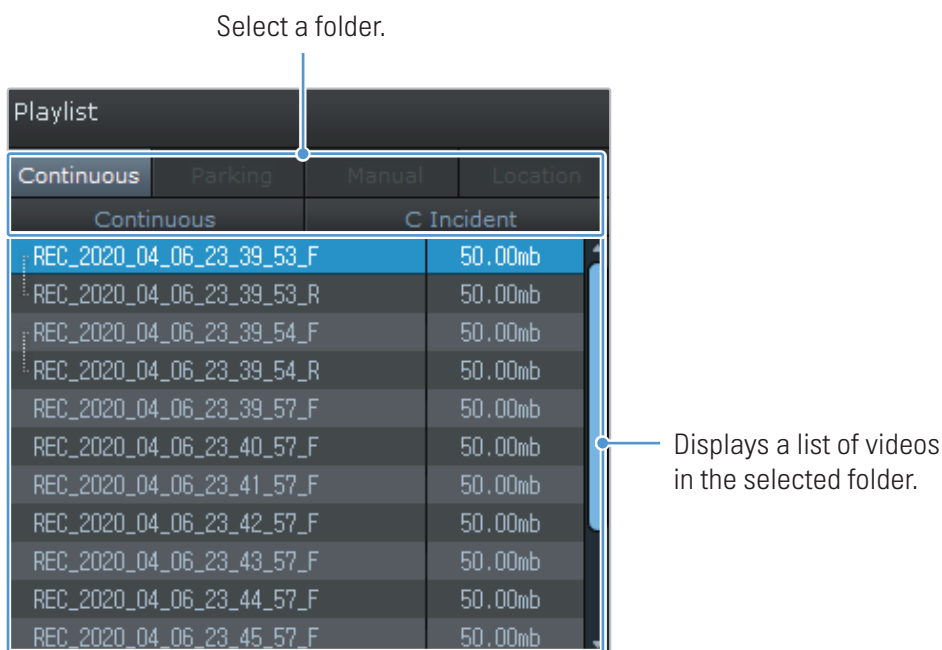 Select a folder.
Playlist
Continuous Parking Manual Location
Continuous C Incident
REC_2020_04_06_23_39_53_F 50.00mb
REC_2020_04_06_23_39_53_R 50.00mb
REC_2020_04_06_23_39_54_F 50.00mb
REC_2020_04_06_23_39_54_R 50.00mb
REC_2020_04_06_23_39_57_F 50.00mb
REC_2020_04_06_23_40_57_F 50.00mb
Displays a list of videos
in the selected folder.
REC_2020_04_06_23_41_57_F 50.00mb
REC_2020_04_06_23_42_57_F 50.00mb
REC_2020_04_06_23_43_57_F 50.00mb
REC_2020_04_06_23_44_57_F 50.00mb
REC_2020_04_06_23_45_57_F 50.00mb